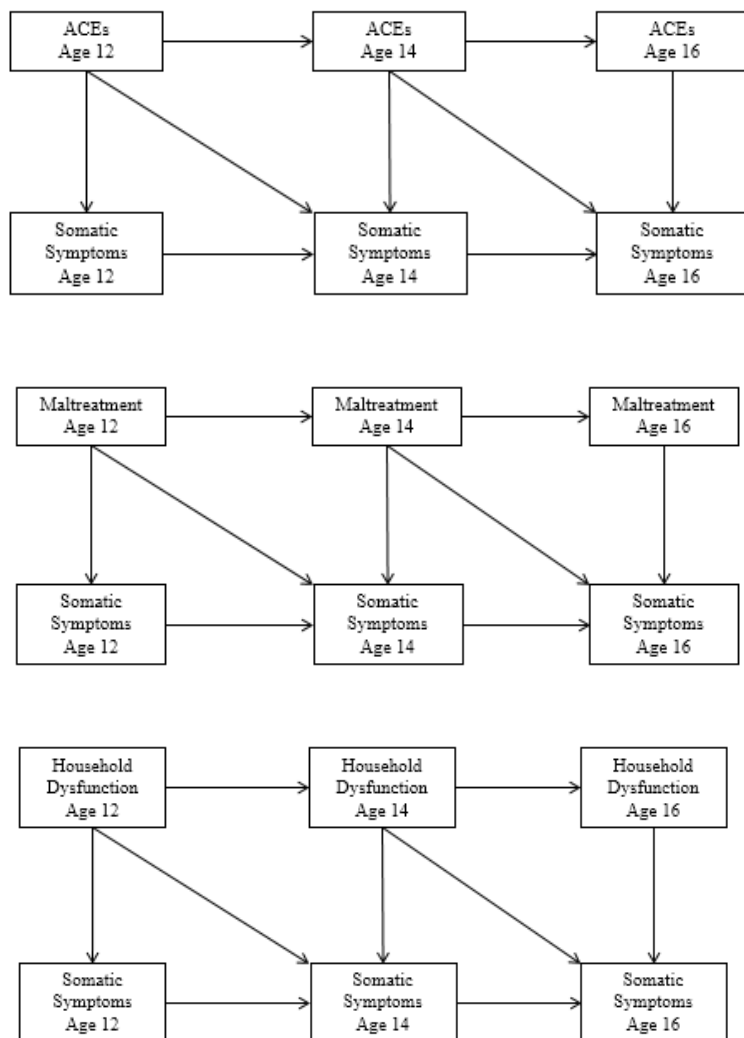 ACEs
Age 12
ACEs
Age 14
ACEs
Age 16
Somatic
Symptoms
Age 12
Somatic
Symptoms
Age 14
Somatic
Symptoms
Age 16
Maltreatment
Age 12
Maltreatment
Age 14
Maltreatment
Age 16
Somatic
Symptoms
Age 12
Somatic
Symptoms
Age 14
Somatic
Symptoms
Age 16
Household
Dysfunction
Age 12
Household
Dysfunction
Age 14
Household
Dysfunction
Age 16
Somatic
Symptoms
Age 12
Somatic
Symptoms
Age 14
Somatic
Symptoms
Age 16